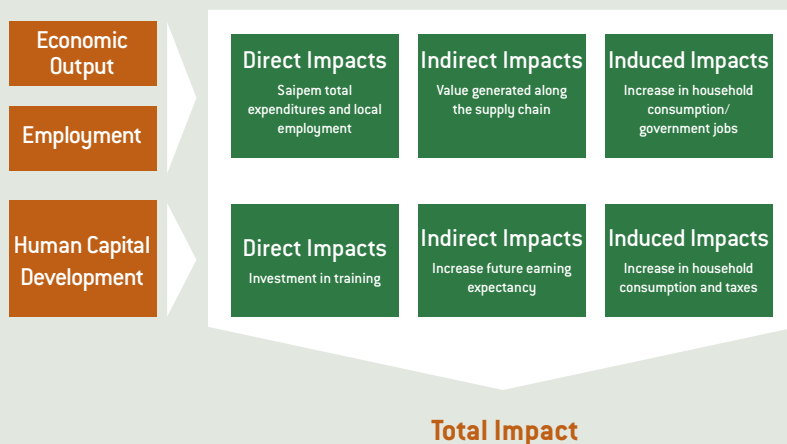 Economic
Output
Employment
Direct Impacts
Saipem total
expenditures and local
employment
Indirect Impacts
Value generated along
the supply chain
Induced Impacts
Increase in household
consumption/
government jobs
Human Capital
Development
Direct Impacts
Investment in training
Indirect Impacts
Increase future earning
expectancy
Induced Impacts
Increase in household
consumption and taxes
Total Impact